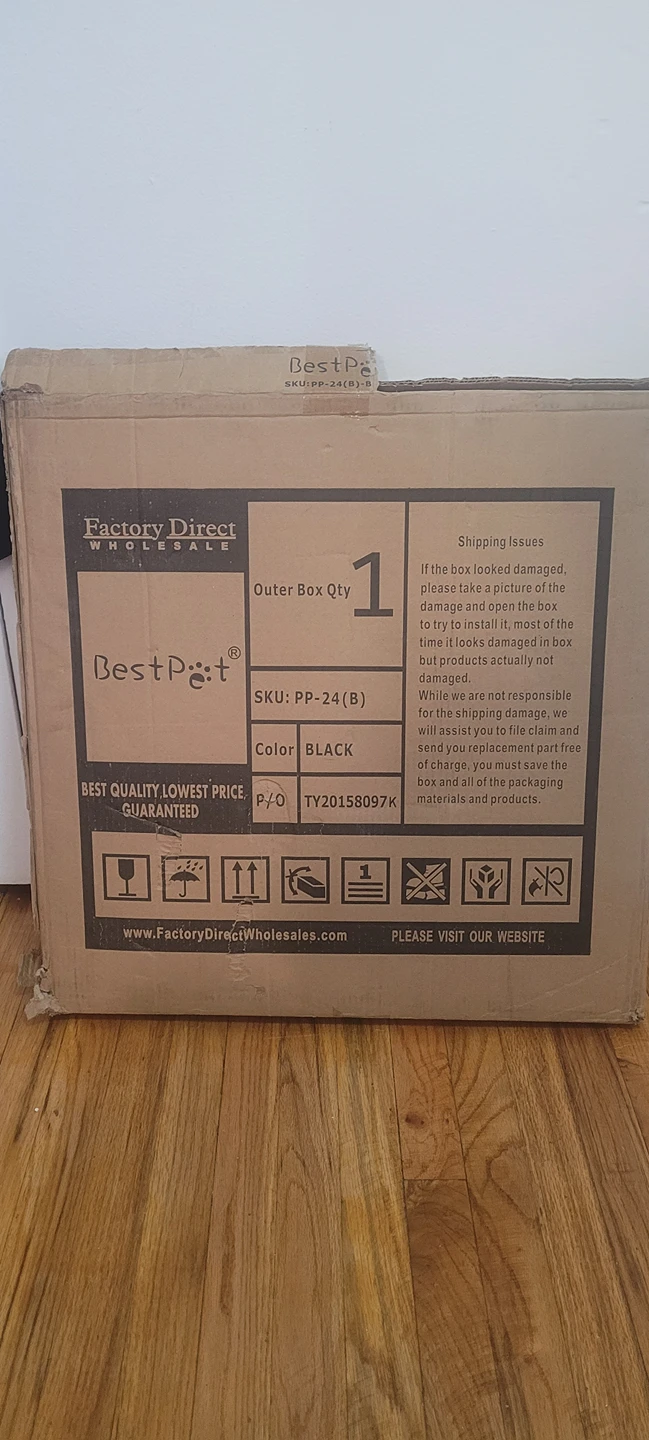 BestPe
SKU:PP-24(B)-B
Factory Direct
WHOLESALE
BestPet®
BEST QUALITY,LOWEST PRICE,
GUARANTEED
Outer Box Qty 1
SKU: PP-24(B)
Color BLACK
P/O TY20158097K
Shipping Issues
If the box looked damaged,
please take a picture of the
damage and open the box
to try to install it, most of the
time it looks damaged in box
but products actually not
damaged.
While we are not responsible
for the shipping damage, we
will assist you to file claim and
send you replacement part free
of charge, you must save the
box and all of the packaging
materials and products.
1
www.FactoryDirectWholesales.com PLEASE VISIT OUR WEBSITE